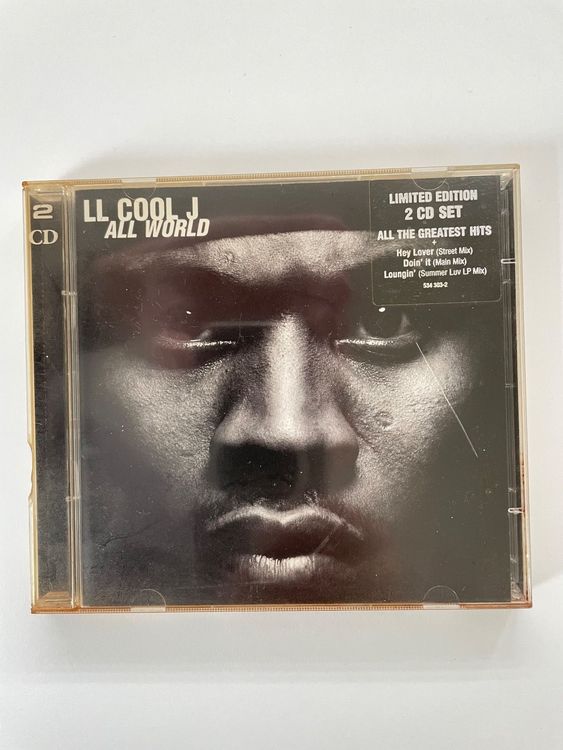 2
CD
LL COOL J
ALL WORLD
LIMITED EDITION
2 CD SET
ALL THE GREATEST HITS
+
Hey Lover (Street Mix)
Doin' it (Main Mix)
Loungin' (Summer Luv LP Mix)
534 303-2